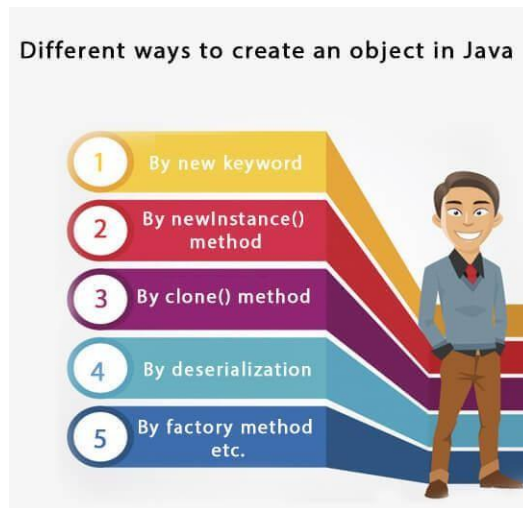 Different ways to create an object in Java
1
By new keyword
2
By newInstance()
method
3
By clone() method
4
By deserialization
5
By factory method
etc.